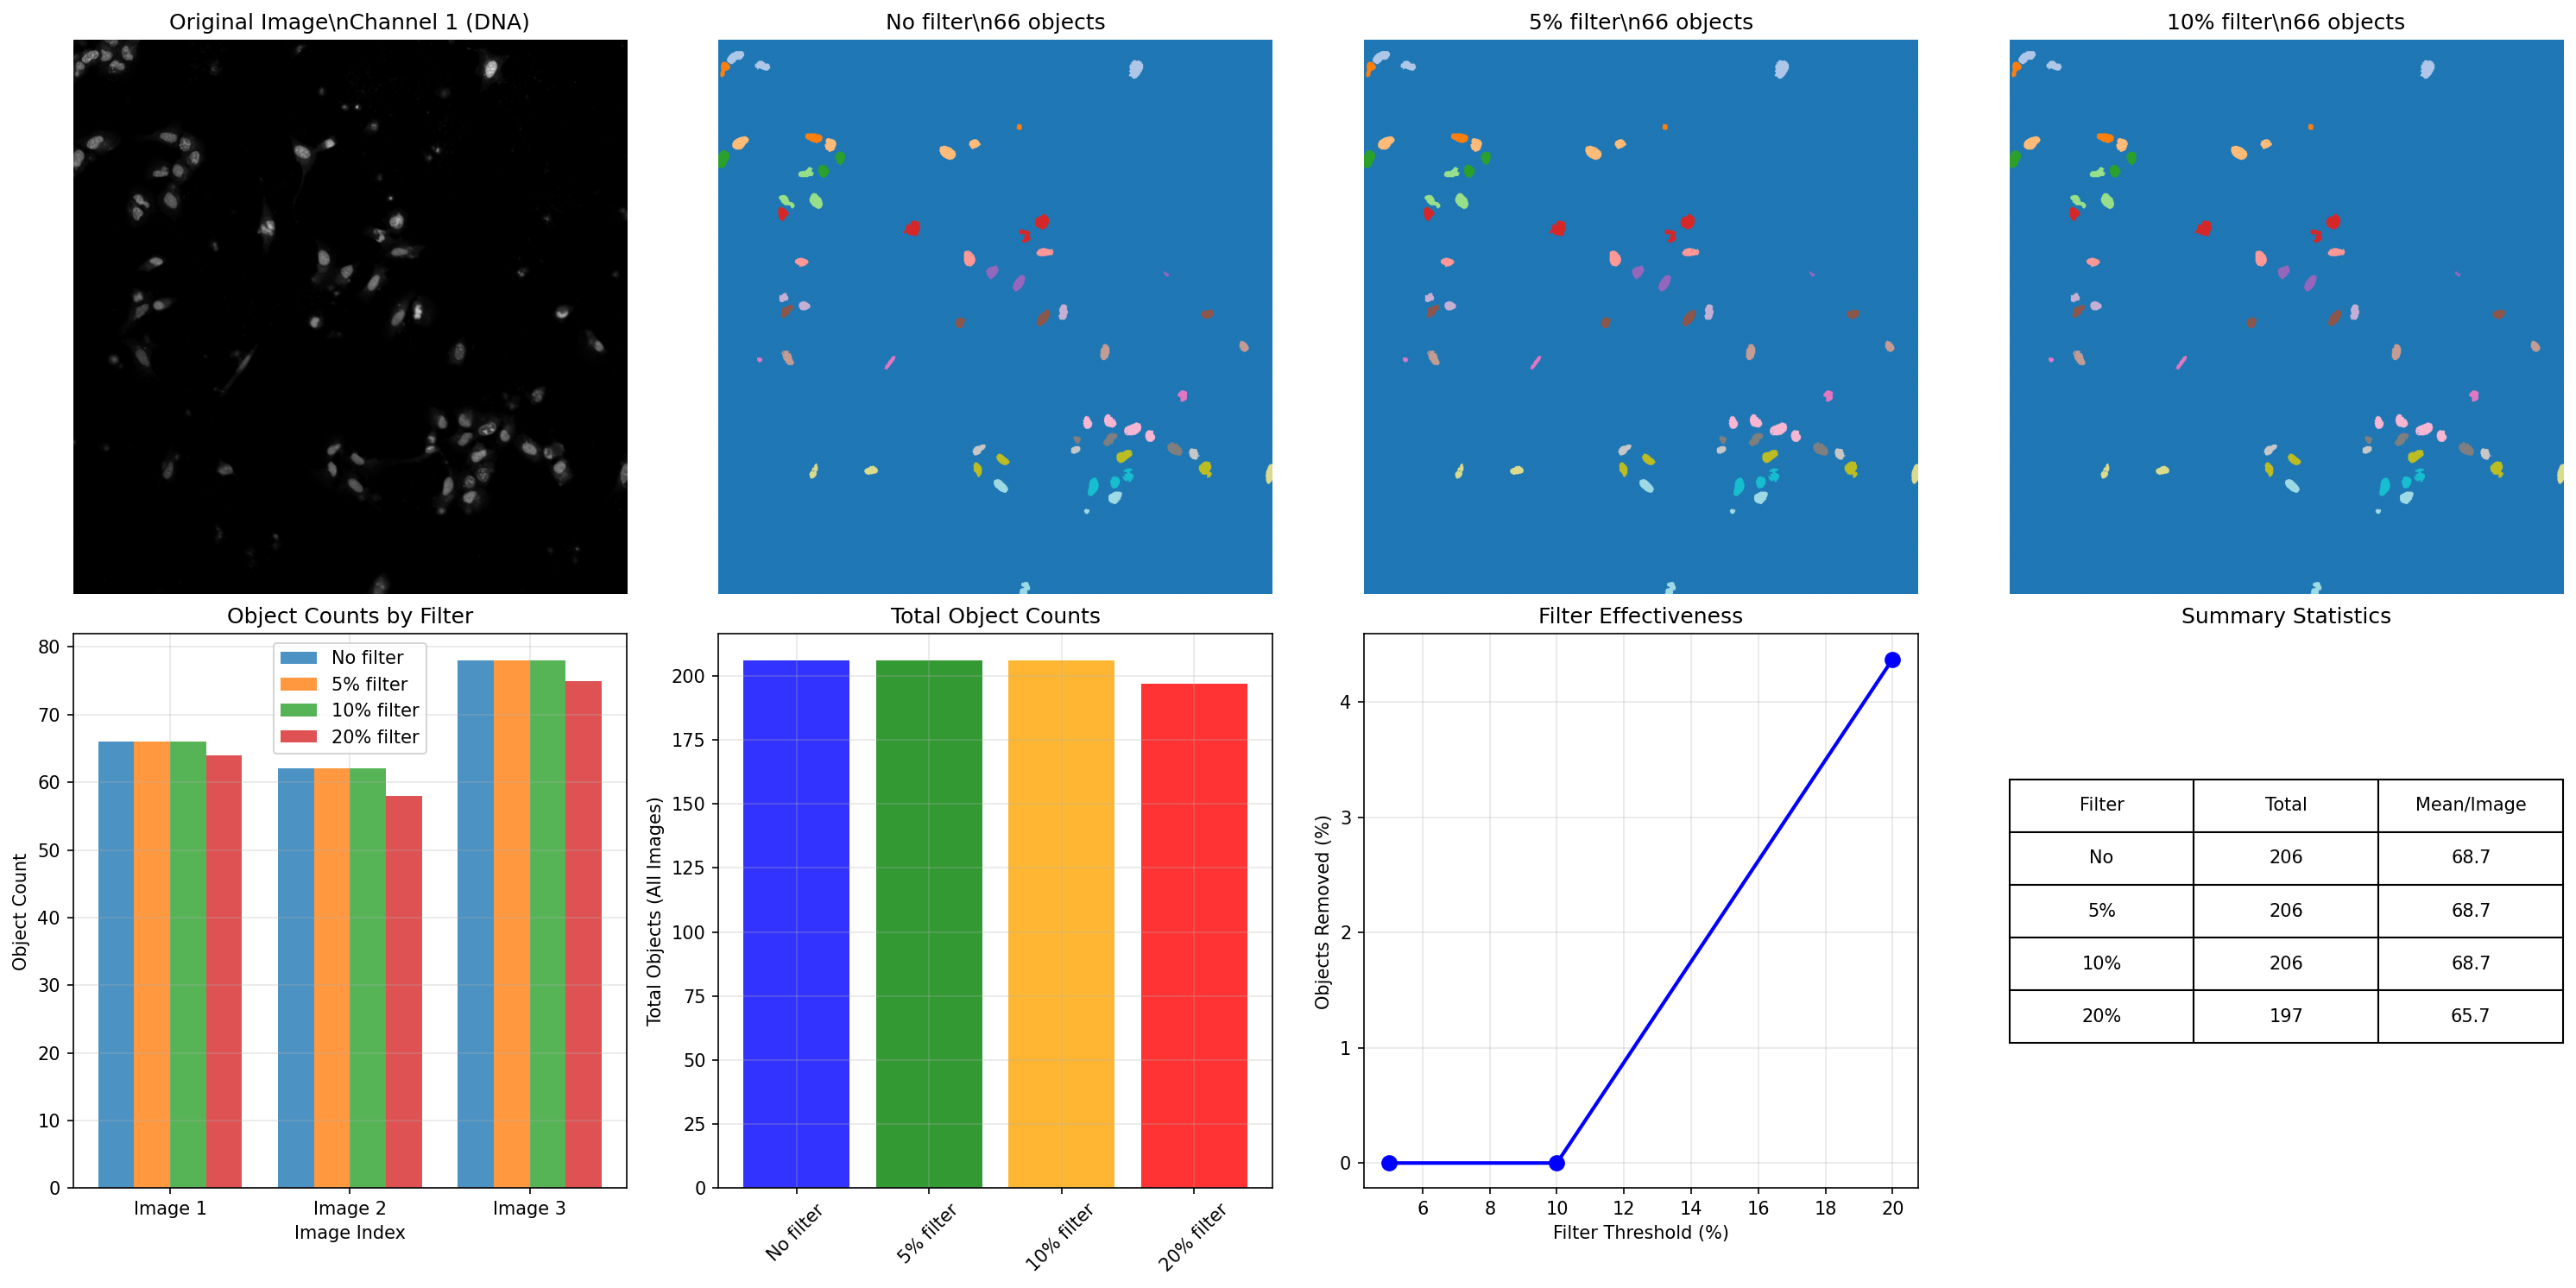 Original Image\nChannel 1 (DNA)
No filter\n66 objects
5% filter\n66 objects
10% filter\n66 objects
Object Counts by Filter
Object Count
80
70
60
50
40
30
20
10
0
No filter
5% filter
10% filter
20% filter
Image 1
Image 2
Image 3
Image Index
Total Object Counts
Total Objects (All Images)
200
175
150
125
100
75
50
25
0
No filter
5% filter
10% filter
20% filter
Filter Effectiveness
Objects Removed (%)
4
3
2
1
0
6 8 10 12 14 16 18 20
Filter Threshold (%)
Summary Statistics
Filter Total Mean/Image
No 206 68.7
5% 206 68.7
10% 206 68.7
20% 197 65.7